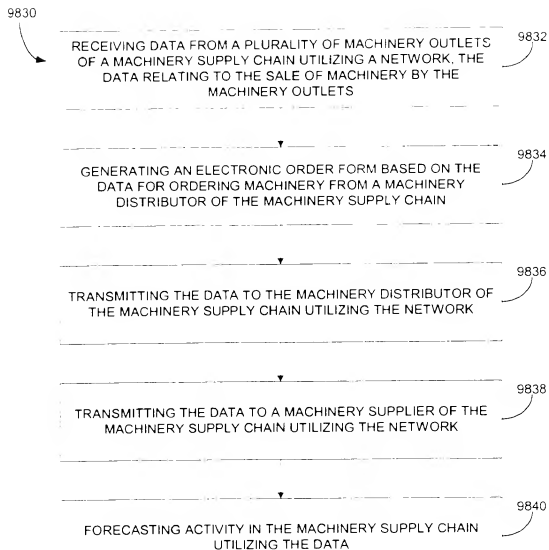 9830
9832
RECEIVING DATA FROM A PLURALITY OF MACHINERY OUTLETS
OF A MACHINERY SUPPLY CHAIN UTILIZING A NETWORK, THE
DATA RELATING TO THE SALE OF MACHINERY BY THE
MACHINERY OUTLETS
9834
GENERATING AN ELECTRONIC ORDER FORM BASED ON THE
DATA FOR ORDERING MACHINERY FROM A MACHINERY
DISTRIBUTOR OF THE MACHINERY SUPPLY CHAIN
9836
TRANSMITTING THE DATA TO THE MACHINERY DISTRIBUTOR OF
THE MACHINERY SUPPLY CHAIN UTILIZING THE NETWORK
9838
TRANSMITTING THE DATA TO A MACHINERY SUPPLIER OF THE
MACHINERY SUPPLY CHAIN UTILIZING THE NETWORK
9840
FORECASTING ACTIVITY IN THE MACHINERY SUPPLY CHAIN
UTILIZING THE DATA